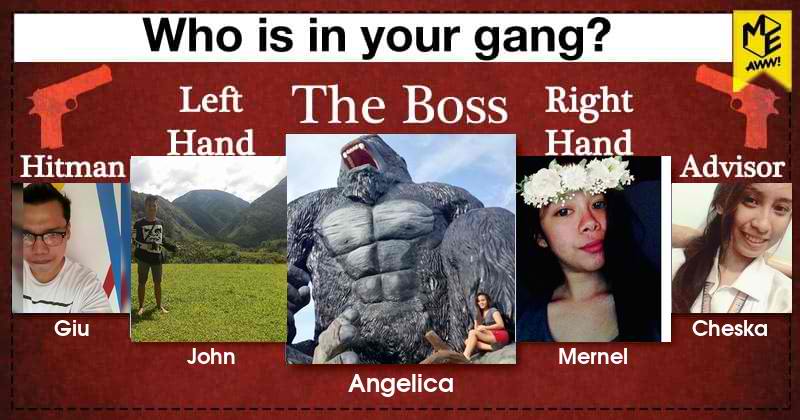 Who is in your gang?
ME
AWW!
Left
Hand
The Boss
Right
Hand
Hitman
Advisor
Giu
John
Angelica
Mernel
Cheska